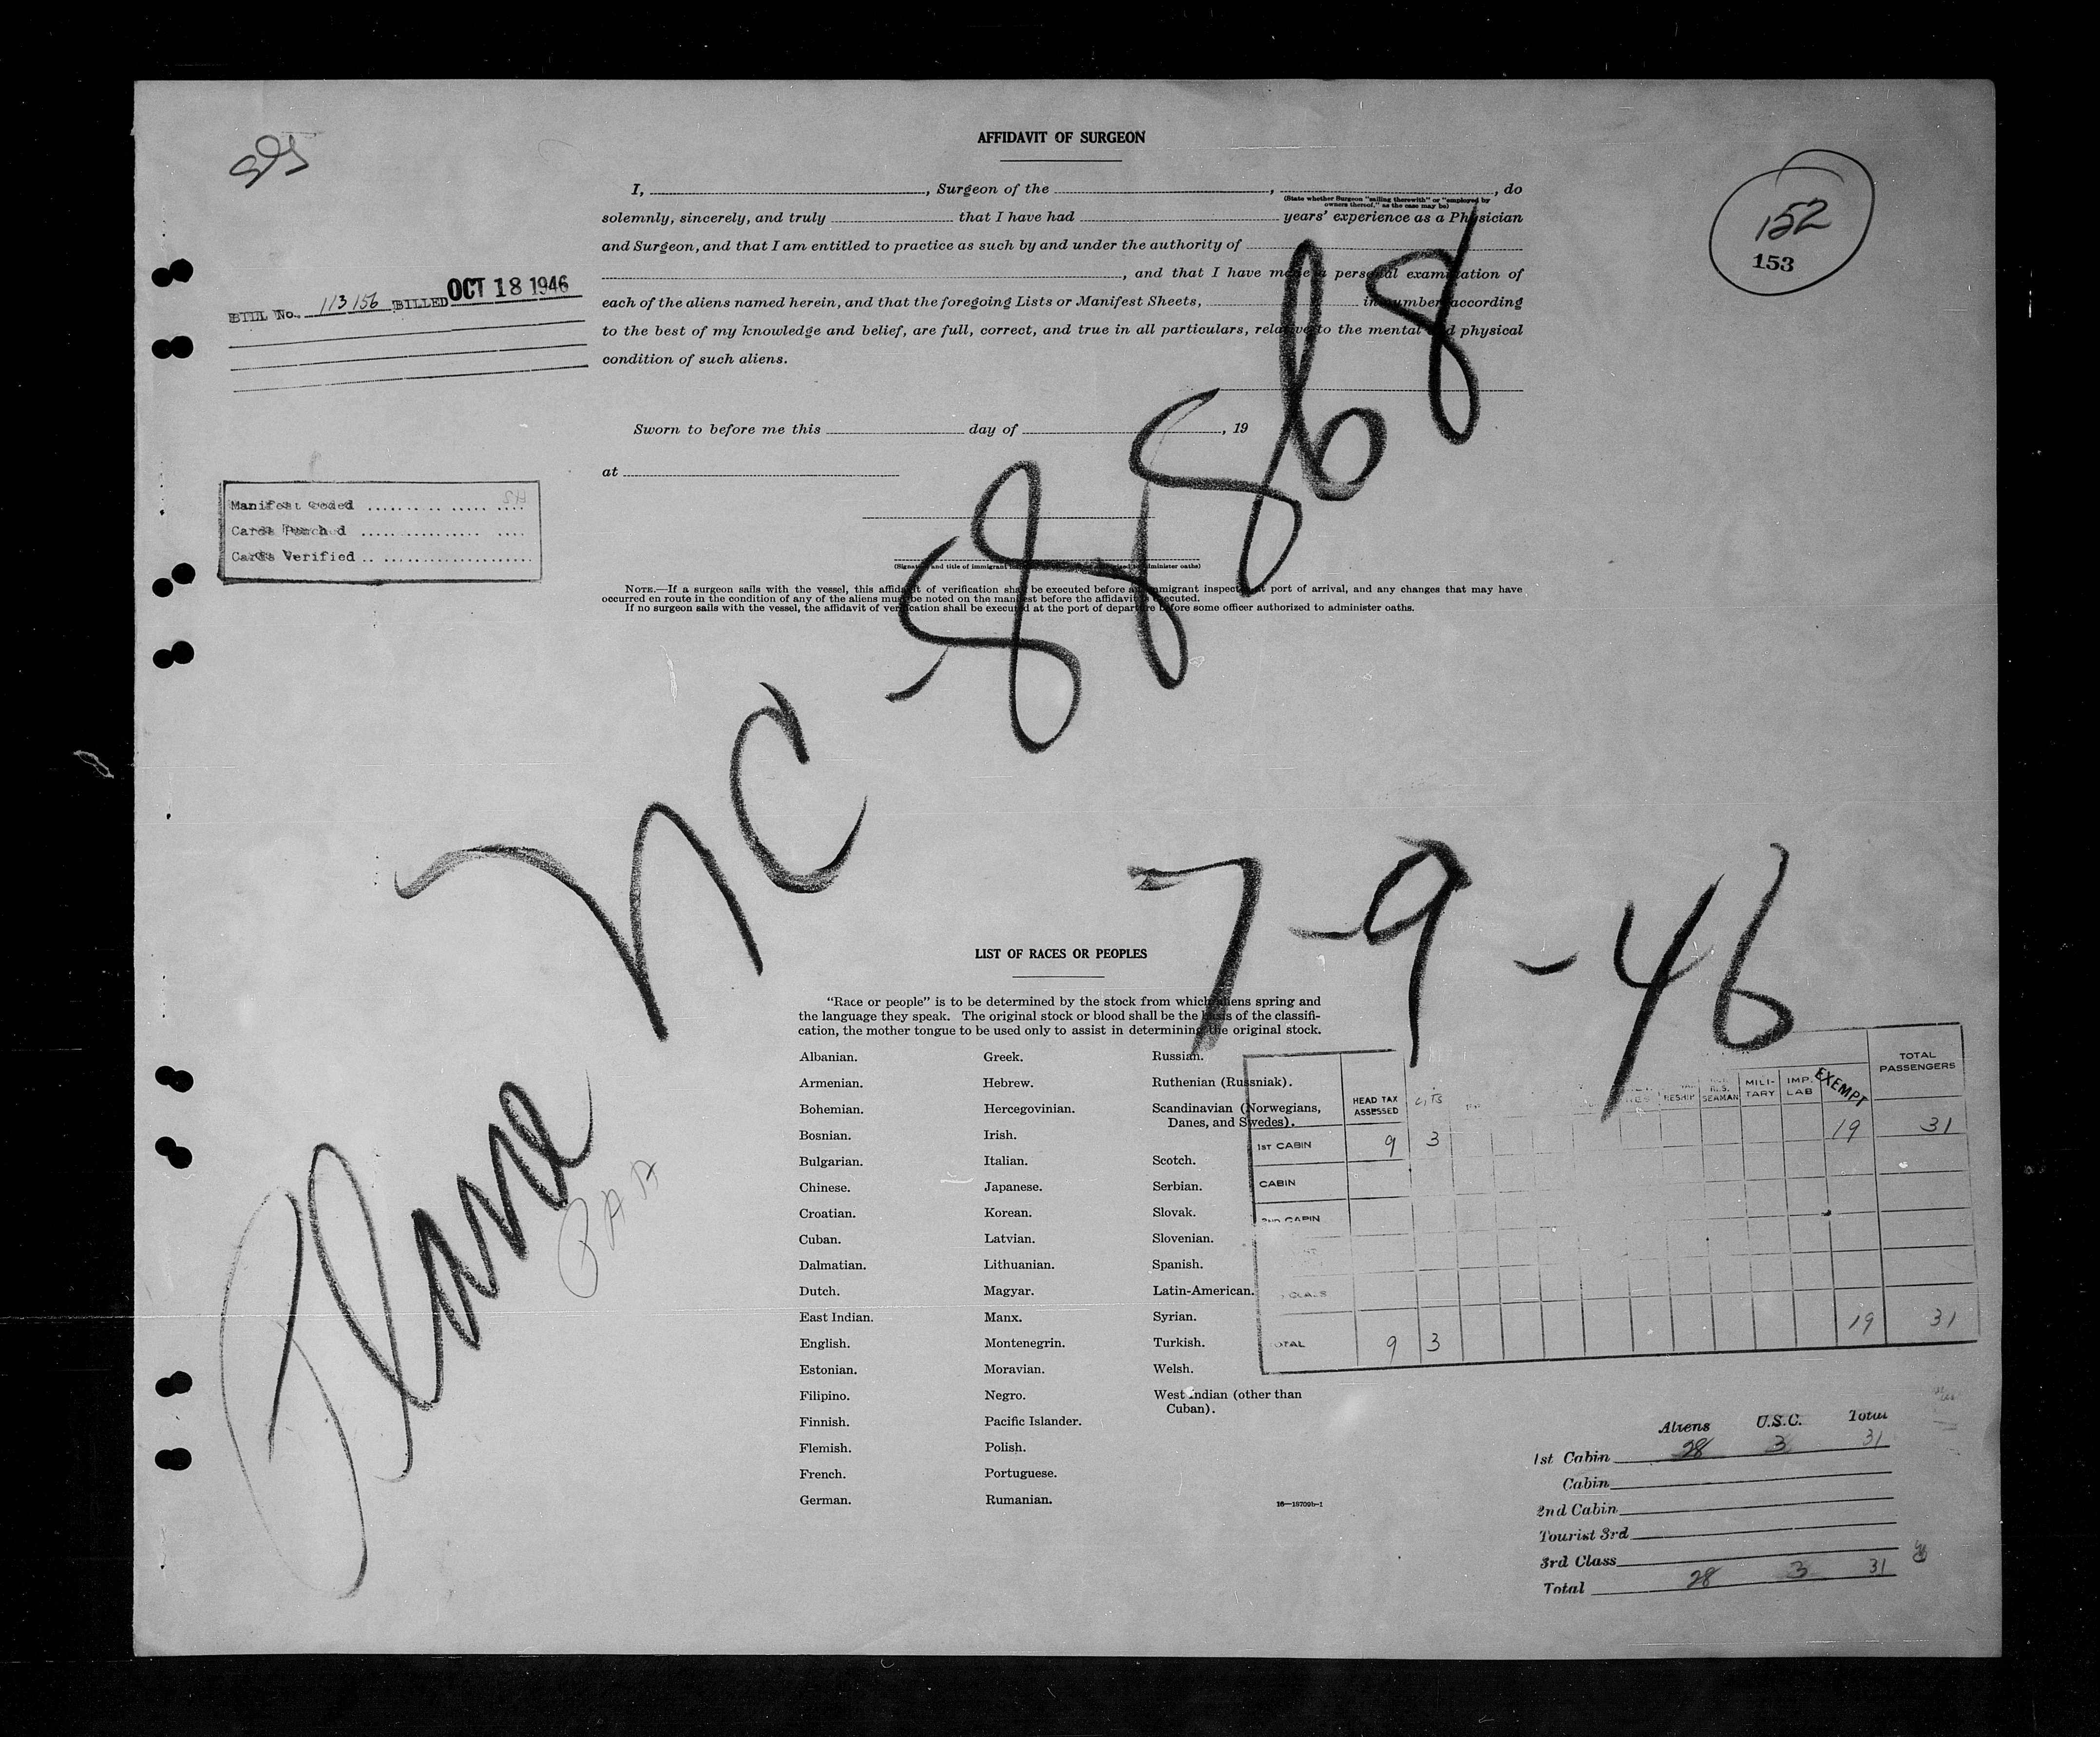 AFFIDAVIT OF SURGEON
152
153
I, , Surgeon of the , , do
(State whether Surgeon "sailing therewith" or "employed by
owners thereof," as the case may be)
solemnly, sincerely, and truly that I have had years' experience as a Physician
and Surgeon, and that I am entitled to practice as such by and under the authority of
, and that I have made a personal examination of
each of the aliens named herein, and that the foregoing Lists or Manifest Sheets, in number according
to the best of my knowledge and belief, are full, correct, and true in all particulars, relative to the mental and physical
condition of such aliens.
BILL No. 113156 BILLED OCT 18 1946
Sworn to before me this day of , 19
at
Manifest Coded
Cards Punched
Cards Verified
(Signature and title of immigrant administer oaths)
NOTE.—If a surgeon sails with the vessel, this affidavit of verification shall be executed before an immigrant inspector at port of arrival, and any changes that may have
occurred en route in the condition of any of the aliens must be noted on the manifest before the affidavit is executed.
If no surgeon sails with the vessel, the affidavit of verification shall be executed at the port of departure before some officer authorized to administer oaths.
Plane NC-88868
7-9-46
PAA
LIST OF RACES OR PEOPLES
"Race or people" is to be determined by the stock from which aliens spring and
the language they speak. The original stock or blood shall be the basis of the classifi-
cation, the mother tongue to be used only to assist in determining the original stock.
Albanian.
Armenian.
Bohemian.
Bosnian.
Bulgarian.
Chinese.
Croatian.
Cuban.
Dalmatian.
Dutch.
East Indian.
English.
Estonian.
Filipino.
Finnish.
Flemish.
French.
German.
Greek.
Hebrew.
Hercegovinian.
Irish.
Italian.
Japanese.
Korean.
Latvian.
Lithuanian.
Magyar.
Manx.
Montenegrin.
Moravian.
Negro.
Pacific Islander.
Polish.
Portuguese.
Rumanian.
Russian.
Ruthenian (Russniak).
Scandinavian (Norwegians,
Danes, and Swedes).
Scotch.
Serbian.
Slovak.
Slovenian.
Spanish.
Latin-American.
Syrian.
Turkish.
Welsh.
West Indian (other than
Cuban).
16—18709b-1
HEAD TAX ASSESSED CITS RESHIP SEAMAN MILI-TARY IMP. LAB EXEMPT TOTAL PASSENGERS
1ST CABIN 9 3 19 31
CABIN
2ND CABIN
TOTAL 9 3 19 31
Aliens U.S.C. Total
1st Cabin 28 3 31
Cabin
2nd Cabin
Tourist 3rd
3rd Class
Total 28 3 31